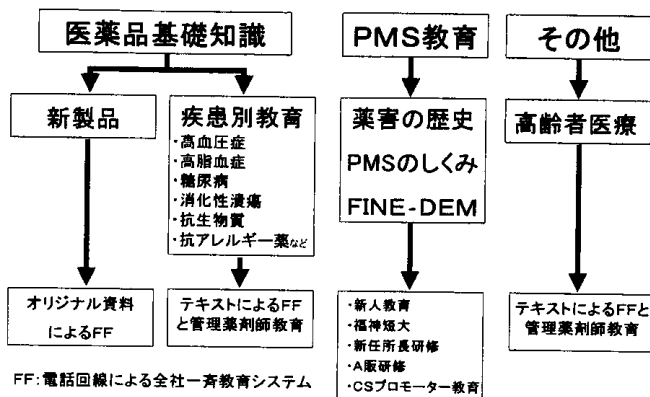 医薬品基礎知識
PMS教育
その他
新製品
疾患別教育
・高血圧症
・高脂血症
・糖尿病
・消化性潰瘍
・抗生物質
・抗アレルギー薬など
薬害の歴史
PMSのしくみ
FINE-DEM
高齢者医療
オリジナル資料
によるFF
テキストによるFF
と管理薬剤師教育
・新人教育
・福神短大
・新任所長研修
・A販研修
・CSプロモーター教育
テキストによるFFと
管理薬剤師教育
FF:電話回線による全社一斉教育システム